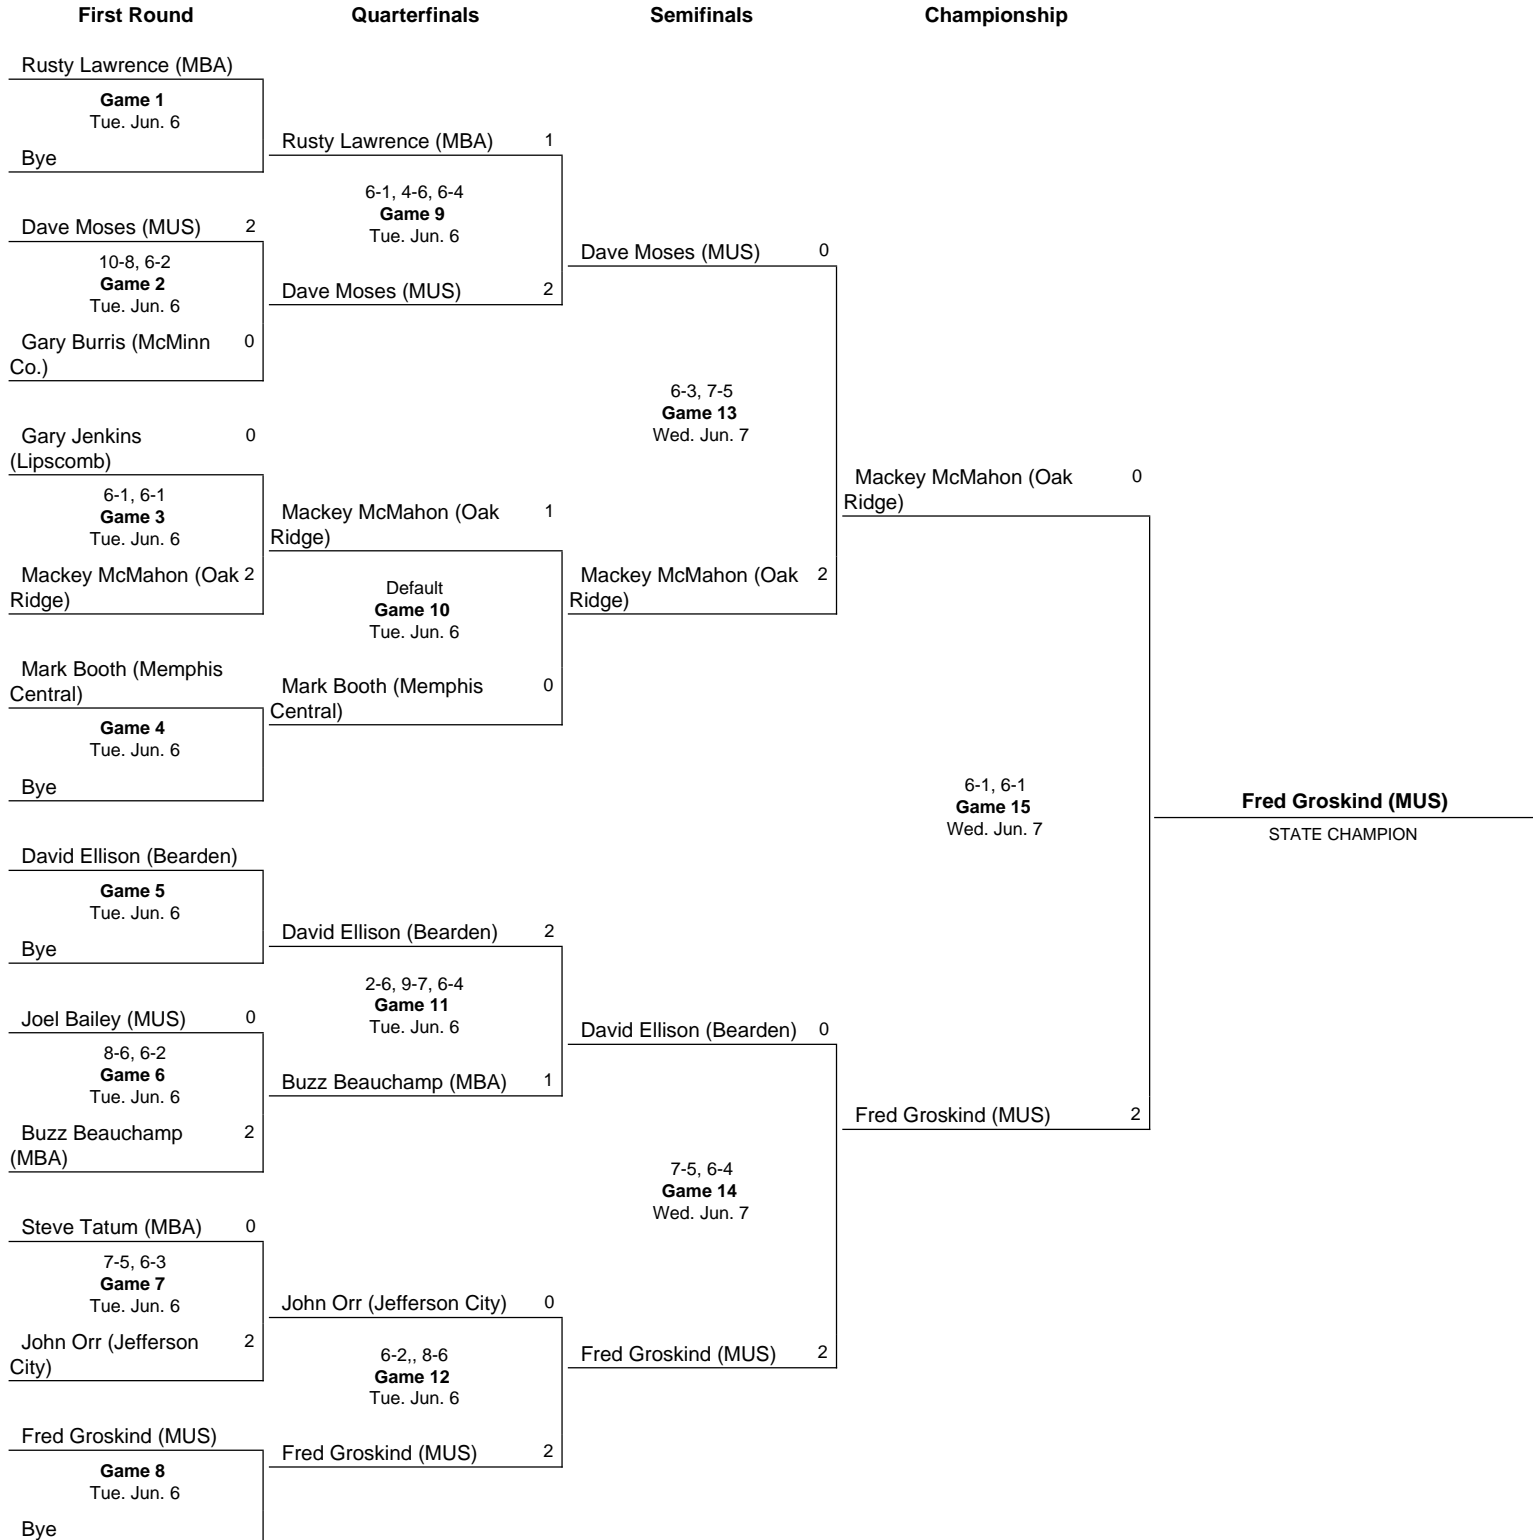 First Round
Quarterfinals
Semifinals
Championship
Rusty Lawrence (MBA)
Game 1
Tue. Jun. 6
Bye
Dave Moses (MUS) 2
10-8, 6-2
Game 2
Tue. Jun. 6
Gary Burris (McMinn 0
Co.)
Gary Jenkins 0
(Lipscomb)
6-1, 6-1
Game 3
Tue. Jun. 6
Mackey McMahon (Oak 2
Ridge)
Mark Booth (Memphis
Central)
Game 4
Tue. Jun. 6
Bye
David Ellison (Bearden)
Game 5
Tue. Jun. 6
Bye
Joel Bailey (MUS) 0
8-6, 6-2
Game 6
Tue. Jun. 6
Buzz Beauchamp 2
(MBA)
Steve Tatum (MBA) 0
7-5, 6-3
Game 7
Tue. Jun. 6
John Orr (Jefferson 2
City)
Fred Groskind (MUS)
Game 8
Tue. Jun. 6
Bye
Rusty Lawrence (MBA) 1
6-1, 4-6, 6-4
Game 9
Tue. Jun. 6
Dave Moses (MUS) 2
Mackey McMahon (Oak 1
Ridge)
Default
Game 10
Tue. Jun. 6
Mark Booth (Memphis 0
Central)
David Ellison (Bearden) 2
2-6, 9-7, 6-4
Game 11
Tue. Jun. 6
Buzz Beauchamp (MBA) 1
John Orr (Jefferson City) 0
6-2,, 8-6
Game 12
Tue. Jun. 6
Fred Groskind (MUS) 2
Dave Moses (MUS) 0
6-3, 7-5
Game 13
Wed. Jun. 7
Mackey McMahon (Oak 2
Ridge)
David Ellison (Bearden) 0
7-5, 6-4
Game 14
Wed. Jun. 7
Fred Groskind (MUS) 2
Mackey McMahon (Oak 0
Ridge)
6-1, 6-1
Game 15
Wed. Jun. 7
Fred Groskind (MUS) 2
Fred Groskind (MUS)
STATE CHAMPION